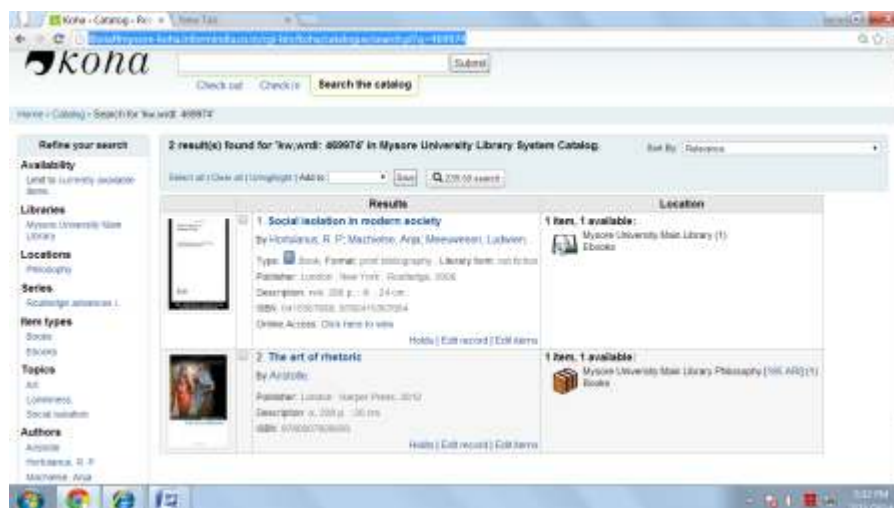 Koha › Catalog › Re
New Tab
koha
Submit
Check out Check in Search the catalog
Home › Catalog › Search for 'kw,wrdl: 469974'
Refine your search
Availability
Limit to currently available items.
Libraries
Mysore University Main Library
Locations
Philosophy
Series
Routledge advances i
Item types
Books
Ebooks
Topics
Art
Loneliness.
Social isolation
Authors
Aristotle
Hortulanus, R. P.
Machielse, Anja
2 result(s) found for 'kw,wrdl: 469974' in Mysore University Library System Catalog.
Sort By: Relevance
Select all | Clear all | Unhighlight | Add to: Save Z39.50 search
Results Location
1. Social isolation in modern society
by Hortulanus, R. P; Machielse, Anja; Meeuwesen, Ludwien;
Type: Book; Format: print bibliography ; Literary form: not fiction
Publisher: London ; New York : Routledge, 2006
Description: 288 p. : ill. ; 24 cm.
Online Access: Click here to view
Holds | Edit record | Edit items
1 item, 1 available:
Mysore University Main Library (1)
Ebooks
2. The art of rhetoric
by Aristotle.
Publisher: London : Harper Press, 2012
Holds | Edit record | Edit items
1 item, 1 available:
Mysore University Main Library Philosophy [185 ARI] (1)
Books